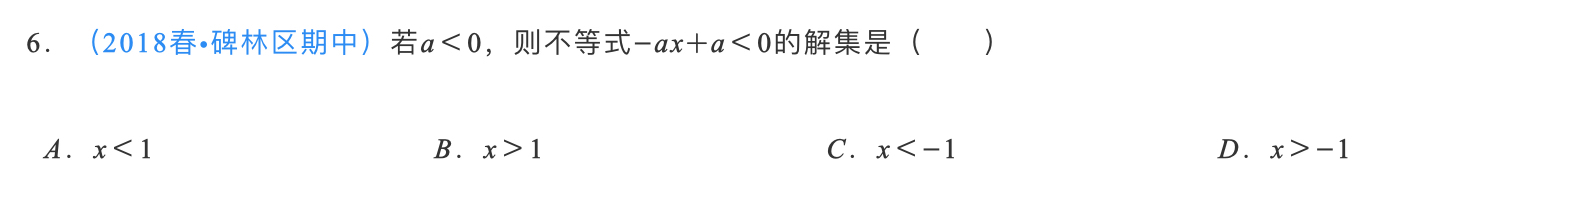 6. （2018春•碑林区期中）若a＜0，则不等式−ax+a＜0的解集是（　　）
A. x＜1　　B. x＞1　　C. x＜−1　　D. x＞−1